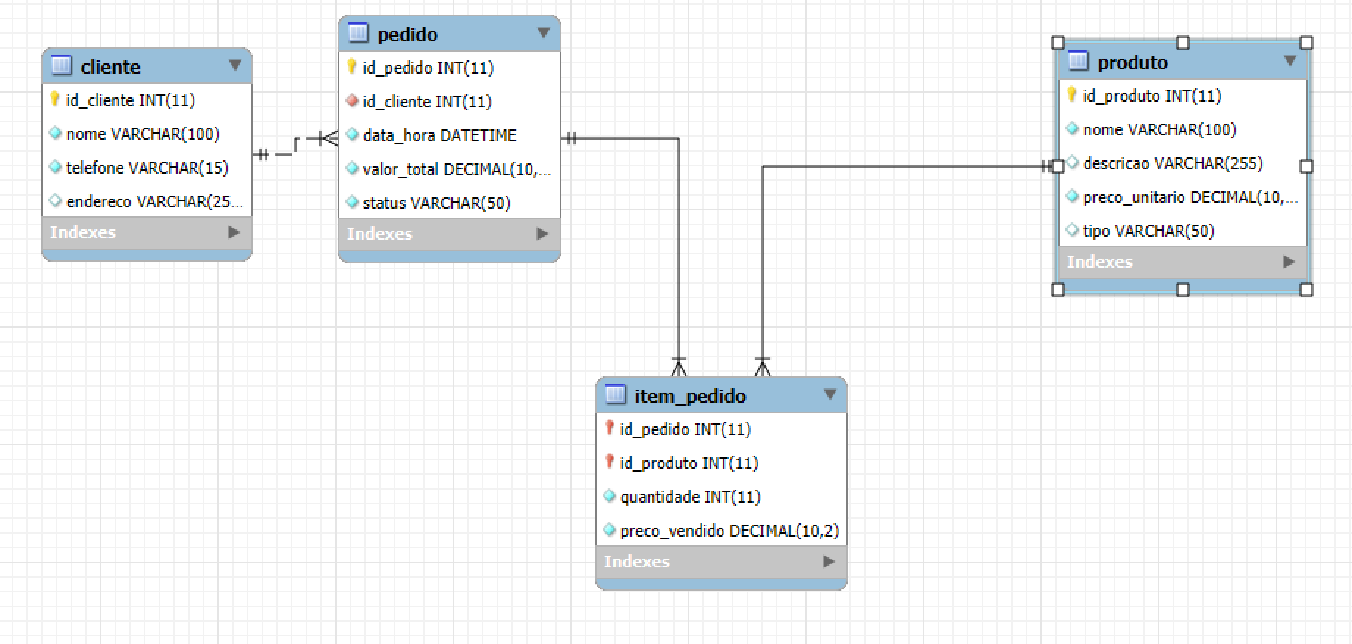 cliente
id_cliente INT(11)
nome VARCHAR(100)
telefone VARCHAR(15)
endereco VARCHAR(25...
Indexes
pedido
id_pedido INT(11)
id_cliente INT(11)
data_hora DATETIME
valor_total DECIMAL(10,...
status VARCHAR(50)
Indexes
produto
id_produto INT(11)
nome VARCHAR(100)
descricao VARCHAR(255)
preco_unitario DECIMAL(10,...
tipo VARCHAR(50)
Indexes
item_pedido
id_pedido INT(11)
id_produto INT(11)
quantidade INT(11)
preco_vendido DECIMAL(10,2)
Indexes